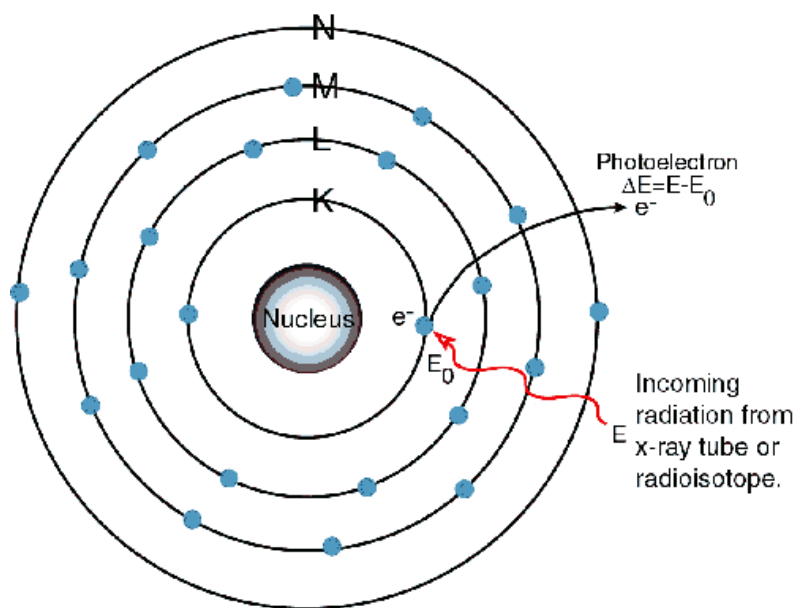 N
M
L
K
Photoelectron
ΔE=E-E₀
e⁻
Nucleus
e⁻
E₀
E
Incoming
radiation from
x-ray tube or
radioisotope.